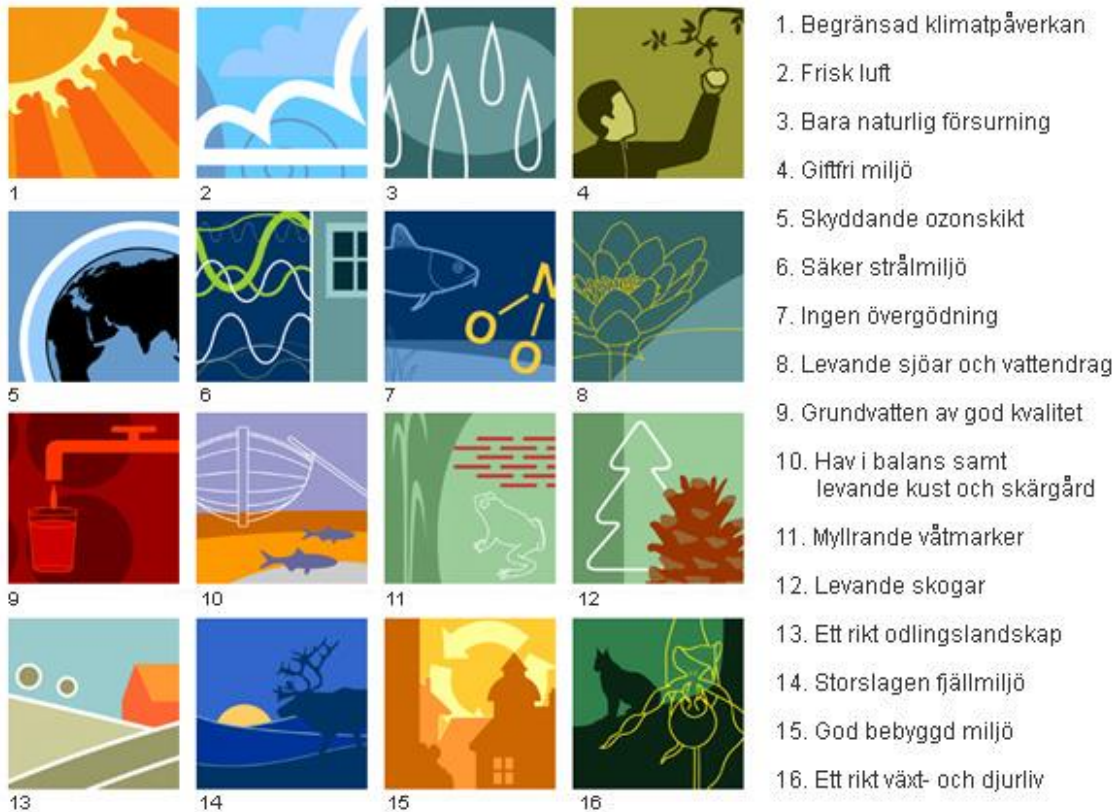 1
2
3
4
5
6
7
N
O
O
8
9
10
11
12
13
14
15
16
1. Begränsad klimatpåverkan
2. Frisk luft
3. Bara naturlig försurning
4. Giftfri miljö
5. Skyddande ozonskikt
6. Säker strålmiljö
7. Ingen övergödning
8. Levande sjöar och vattendrag
9. Grundvatten av god kvalitet
10. Hav i balans samt
levande kust och skärgård
11. Myllrande våtmarker
12. Levande skogar
13. Ett rikt odlingslandskap
14. Storslagen fjällmiljö
15. God bebyggd miljö
16. Ett rikt växt- och djurliv